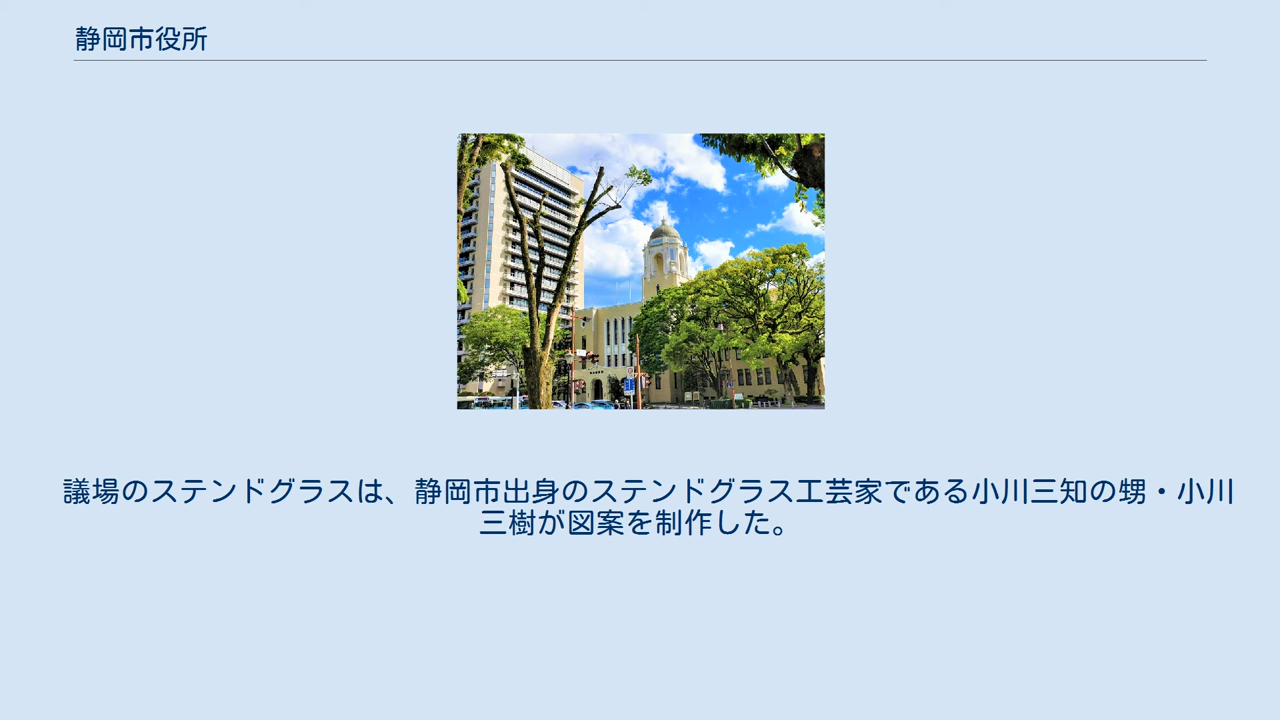 静岡市役所
議場のステンドグラスは、静岡市出身のステンドグラス工芸家である小川三知の甥・小川
三樹が図案を制作した。